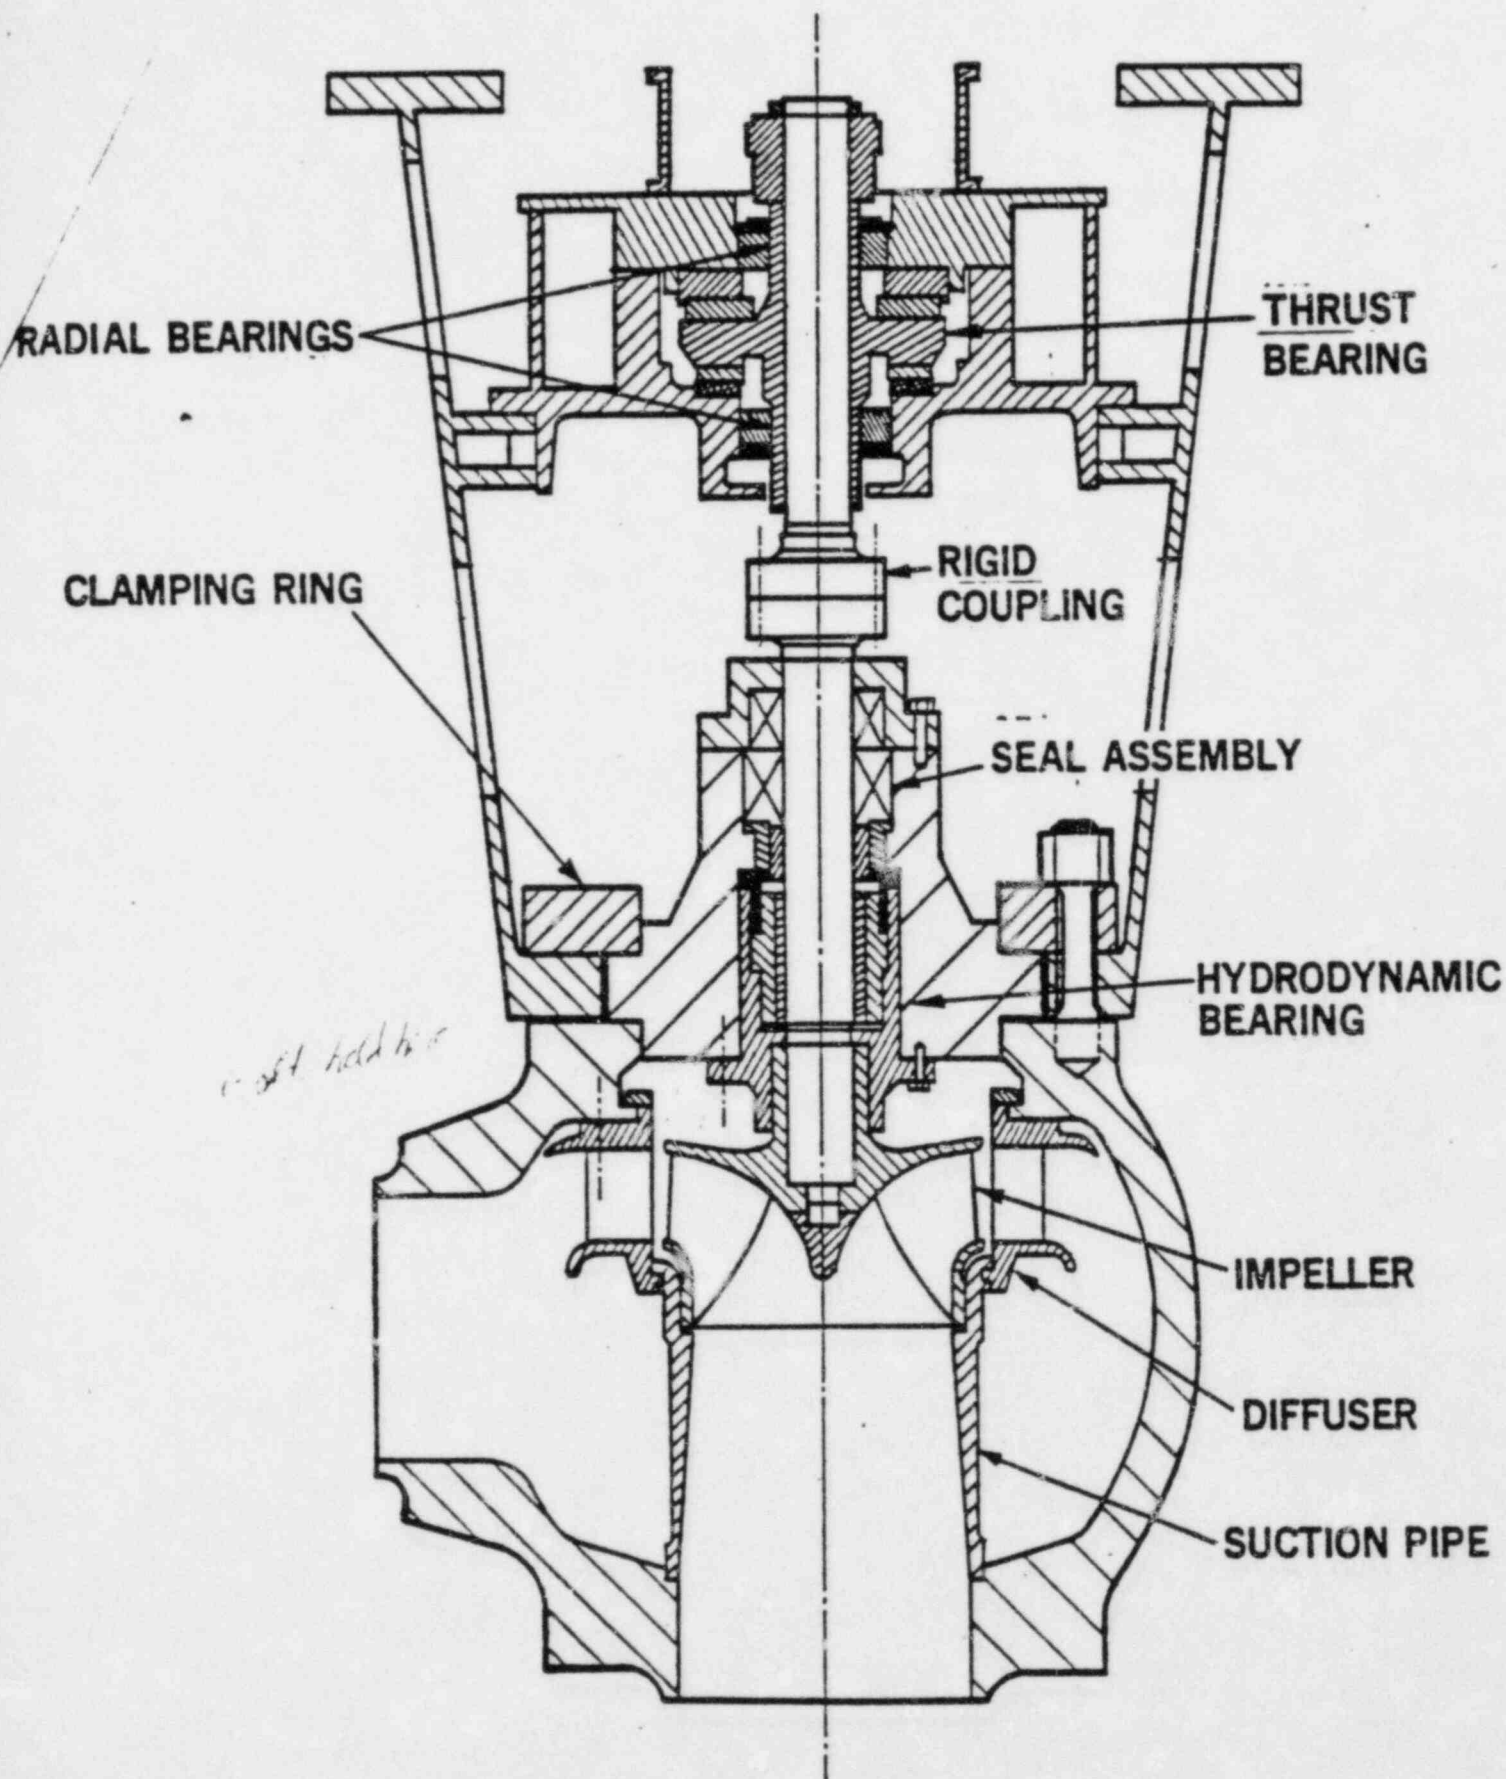 RADIAL BEARINGS
THRUST
BEARING
CLAMPING RING
RIGID
COUPLING
SEAL ASSEMBLY
HYDRODYNAMIC
BEARING
IMPELLER
DIFFUSER
SUCTION PIPE